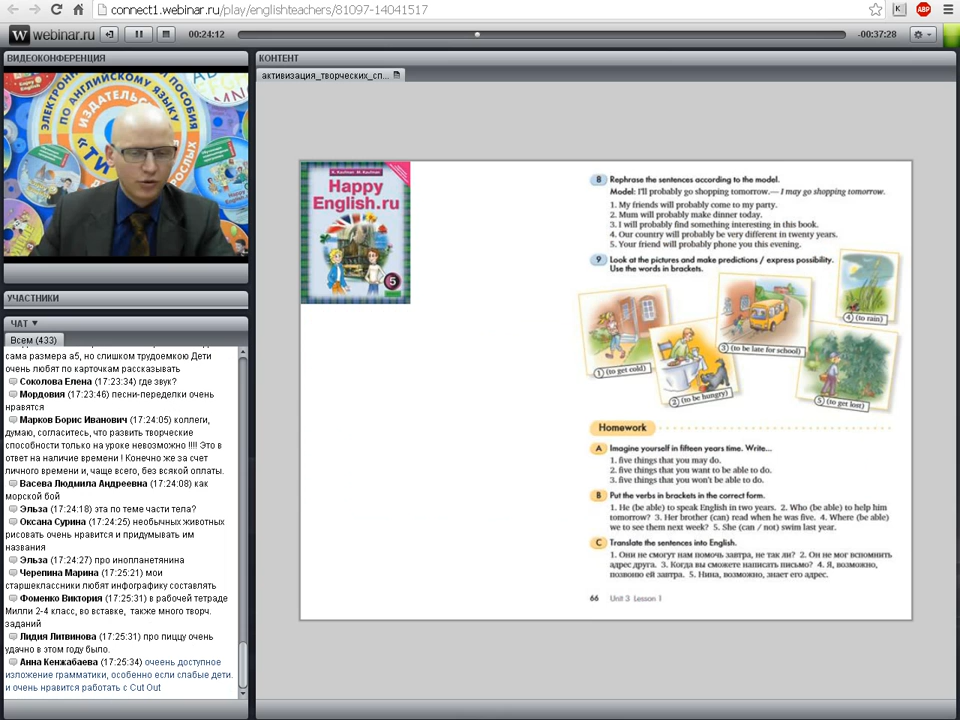 connect1.webinar.ru/play/englishteachers/81097-14041517
webinar.ru
00:24:12
-00:37:28
ВИДЕОКОНФЕРЕНЦИЯ
ЭЛЕКТРОННЫЕ
ПОСОБИЯ
ПО АНГЛИЙСКОМУ ЯЗЫКУ
ИЗДАТЕЛЬСТВО
УЧАСТНИКИ
ЧАТ
Всем (433)
сама размера а5, но слишком трудоемкою Дети
очень любят по карточкам рассказывать
Соколова Елена (17:23:34) где звук?
Мордовия (17:23:46) песни-переделки очень
нравятся
Марков Борис Иванович (17:24:05) коллеги,
думаю, согласитесь, что развить творческие
способности только на уроке невозможно !!!! Это в
ответ на наличие времени ! Конечно же за счет
личного времени и, чаще всего, без всякой оплаты.
Васева Людмила Андреевна (17:24:08) как
морской бой
Эльза (17:24:18) эта по теме части тела?
Оксана Сурина (17:24:25) необычных животных
рисовать очень нравится и придумывать им
названия
Эльза (17:24:27) про инопланетянина
Черепина Марина (17:25:21) мои
старшеклассники любят инфографику составлять
Фоменко Виктория (17:25:31) в рабочей тетраде
Милли 2-4 класс, во вставке, также много творч.
заданий
Лидия Литвинова (17:25:31) про пиццу очень
удачно в этом году было.
Анна Кенжабаева (17:25:34) очеень доступное
изложение грамматики, особенно если слабые дети.
и очень нравится работать с Cut Out
КОНТЕНТ
активизация_творческих_сп...
K. Kaufman M. Kaufman
Happy
English.ru
5
8 Rephrase the sentences according to the model.
Model: I'll probably go shopping tomorrow.— I may go shopping tomorrow.
1. My friends will probably come to my party.
2. Mum will probably make dinner today.
3. I will probably find something interesting in this book.
4. Our country will probably be very different in twenty years.
5. Your friend will probably phone you this evening.
9 Look at the pictures and make predictions / express possibility.
Use the words in brackets.
1) (to get cold)
2) (to be hungry)
3) (to be late for school)
4) (to rain)
5) (to get lost)
Homework
A Imagine yourself in fifteen years time. Write...
1. five things that you may do.
2. five things that you want to be able to do.
3. five things that you won't be able to do.
B Put the verbs in brackets in the correct form.
1. He (be able) to speak English in two years. 2. Who (be able) to help him
tomorrow? 3. Her brother (can) read when he was five. 4. Where (be able)
we to see them next week? 5. She (can / not) swim last year.
C Translate the sentences into English.
1. Они не смогут нам помочь завтра, не так ли? 2. Он не мог вспомнить
адрес друга. 3. Когда вы сможете написать письмо? 4. Я, возможно,
позвоню ей завтра. 5. Нина, возможно, знает его адрес.
66 Unit 3 Lesson 1